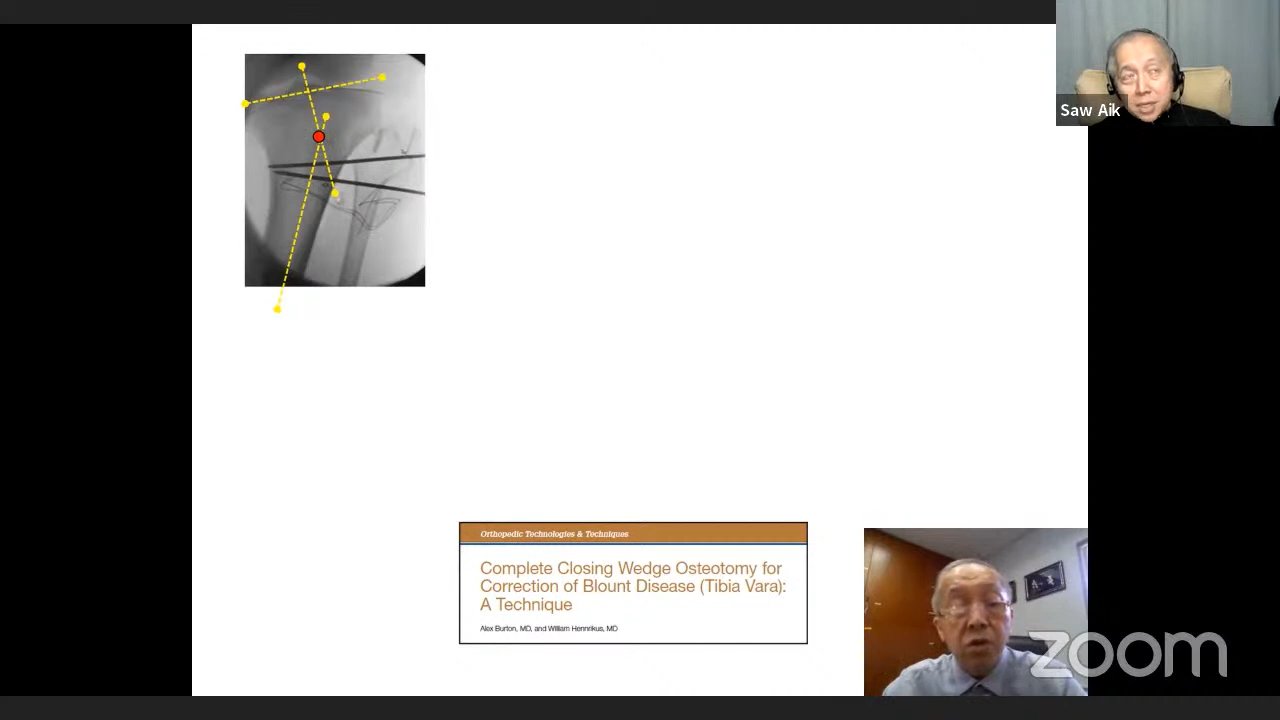 Saw Aik
Orthopedic Technologies & Techniques
Complete Closing Wedge Osteotomy for
Correction of Blount Disease (Tibia Vara):
A Technique
Alex Burton, MD, and William Hennrikus, MD
zoom